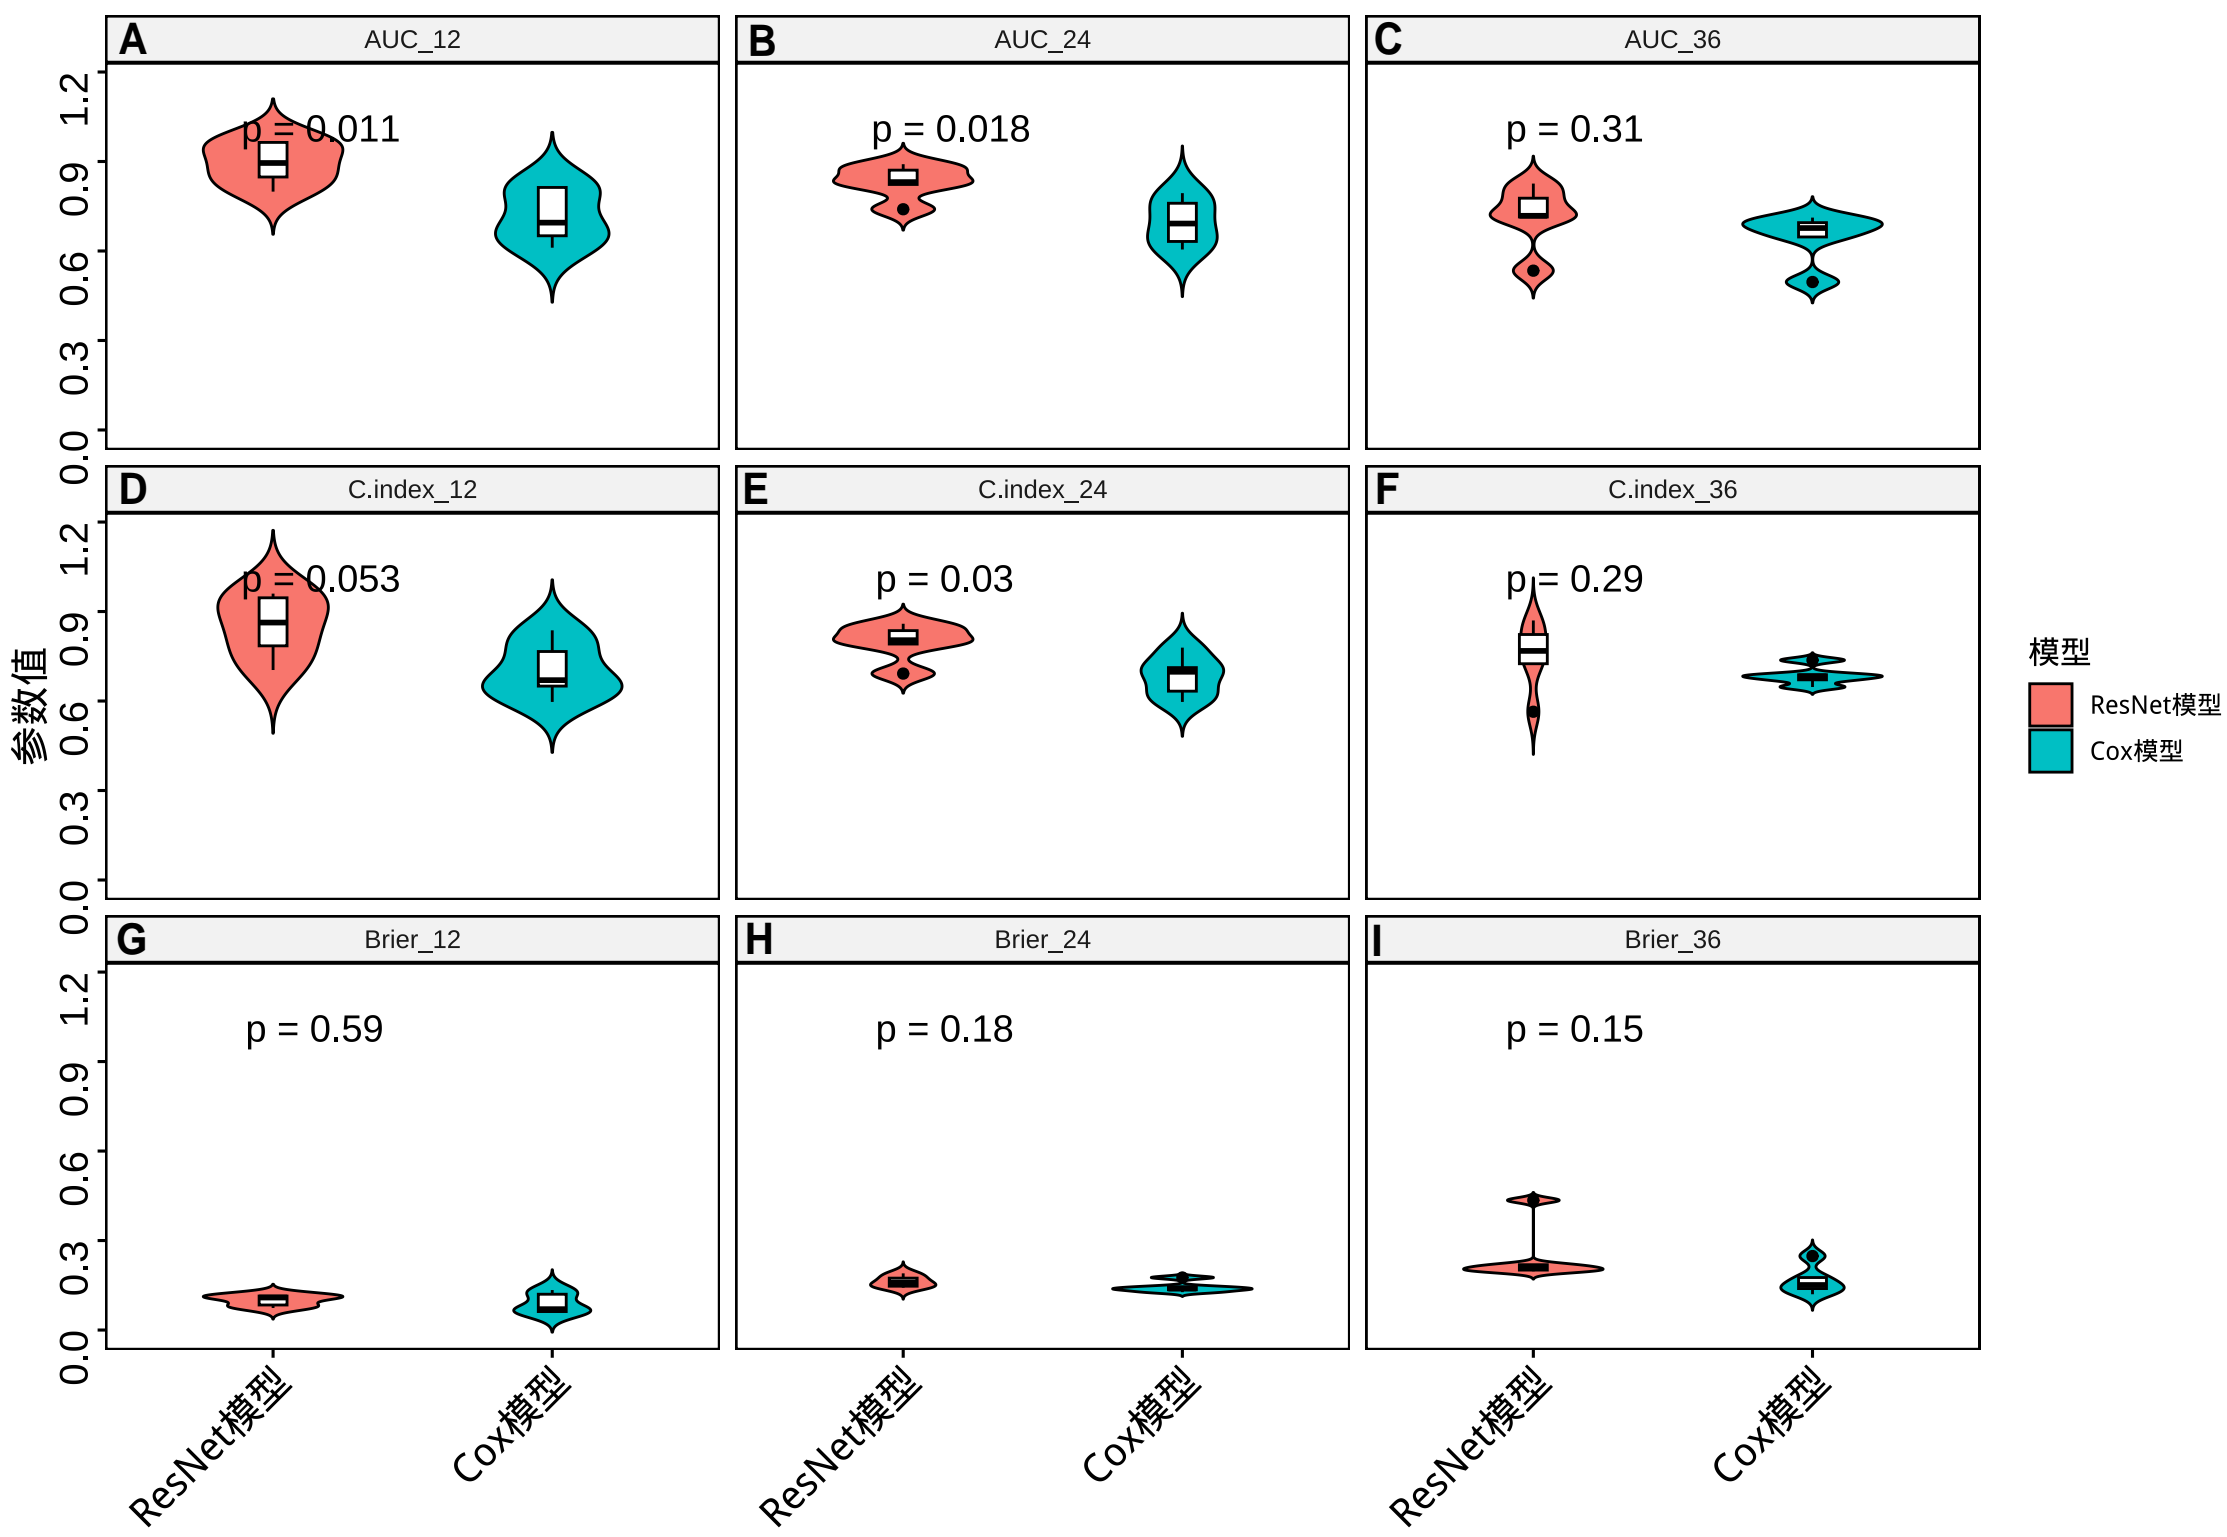 A AUC_12
B AUC_24
C AUC_36
1.2
0.9
0.6
0.3
0.0
p = 0.011
p = 0.018
p = 0.31
D C.index_12
E C.index_24
F C.index_36
1.2
0.9
0.6
0.3
0.0
p = 0.053
p = 0.03
p = 0.29
参数值
模型
ResNet模型
Cox模型
G Brier_12
H Brier_24
I Brier_36
1.2
0.9
0.6
0.3
0.0
p = 0.59
p = 0.18
p = 0.15
ResNet模型
Cox模型
ResNet模型
Cox模型
ResNet模型
Cox模型